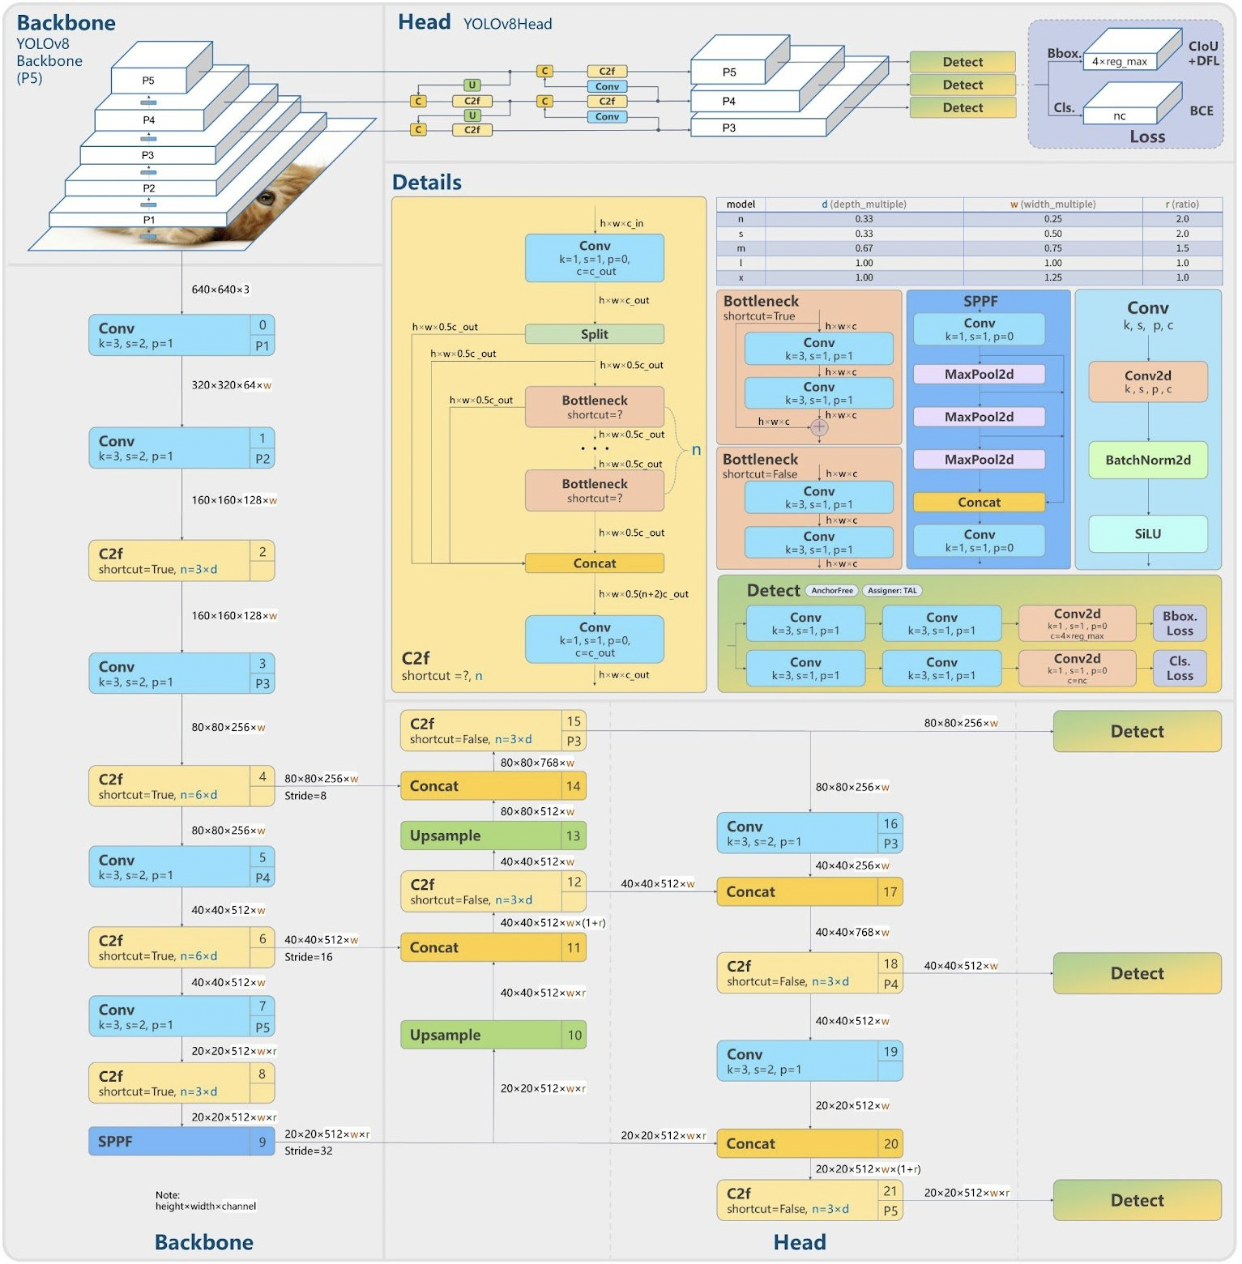 Backbone
YOLOv8
Backbone
(P5)
P5
P4
P3
P2
P1
Head YOLOv8Head
C
C2f
U
Conv
C
C2f
C
C2f
U
Conv
C
C2f
P5
P4
P3
Detect
Detect
Detect
Bbox.
4×reg_max
CIoU
+DFL
Cls.
nc
BCE
Loss
640×640×3
Conv
k=3, s=2, p=1
0
P1
320×320×64×w
Conv
k=3, s=2, p=1
1
P2
160×160×128×w
C2f
shortcut=True, n=3×d
2
160×160×128×w
Conv
k=3, s=2, p=1
3
P3
80×80×256×w
C2f
shortcut=True, n=6×d
4
80×80×256×w
Stride=8
80×80×256×w
Conv
k=3, s=2, p=1
5
P4
40×40×512×w
C2f
shortcut=True, n=6×d
6
40×40×512×w
Stride=16
40×40×512×w
Conv
k=3, s=2, p=1
7
P5
20×20×512×w×r
C2f
shortcut=True, n=3×d
8
20×20×512×w×r
SPPF
9
20×20×512×w×r
Stride=32
Note:
height×width×channel
Backbone
Details
h×w×c_in
Conv
k=1, s=1, p=0,
c=c_out
h×w×c_out
Split
h×w×0.5c_out
h×w×0.5c_out
h×w×0.5c_out
Bottleneck
shortcut=?
h×w×0.5c_out
h×w×0.5c_out
· · ·
n
h×w×0.5c_out
Bottleneck
shortcut=?
h×w×0.5c_out
Concat
h×w×0.5(n+2)c_out
Conv
k=1, s=1, p=0,
c=c_out
h×w×c_out
C2f
shortcut =?, n
model d (depth_multiple) w (width_multiple) r (ratio)
n 0.33 0.25 2.0
s 0.33 0.50 2.0
m 0.67 0.75 1.5
l 1.00 1.00 1.0
x 1.00 1.25 1.0
Bottleneck
shortcut=True
h×w×c
Conv
k=3, s=1, p=1
h×w×c
Conv
k=3, s=1, p=1
h×w×c
h×w×c
+
Bottleneck
shortcut=False
h×w×c
Conv
k=3, s=1, p=1
h×w×c
Conv
k=3, s=1, p=1
h×w×c
SPPF
Conv
k=1, s=1, p=0
MaxPool2d
MaxPool2d
MaxPool2d
Concat
Conv
k=1, s=1, p=0
Conv
k, s, p, c
Conv2d
k, s, p, c
BatchNorm2d
SiLU
Detect AnchorFree Assigner: TAL
Conv
k=3, s=1, p=1
Conv
k=3, s=1, p=1
Conv2d
k=1, s=1, p=0
c=4×reg_max
Bbox.
Loss
Conv
k=3, s=1, p=1
Conv
k=3, s=1, p=1
Conv2d
k=1, s=1, p=0
c=nc
Cls.
Loss
C2f
shortcut=False, n=3×d
15
P3
80×80×768×w
Concat
14
80×80×512×w
Upsample
13
40×40×512×w
C2f
shortcut=False, n=3×d
12
40×40×512×w×(1+r)
Concat
11
40×40×512×w×r
Upsample
10
20×20×512×w×r
80×80×256×w
Detect
80×80×256×w
Conv
k=3, s=2, p=1
16
P3
40×40×256×w
40×40×512×w
Concat
17
40×40×768×w
C2f
shortcut=False, n=3×d
18
P4
40×40×512×w
Detect
40×40×512×w
Conv
k=3, s=2, p=1
19
20×20×512×w
20×20×512×w×r
Concat
20
20×20×512×w×(1+r)
C2f
shortcut=False, n=3×d
21
P5
20×20×512×w×r
Detect
Head